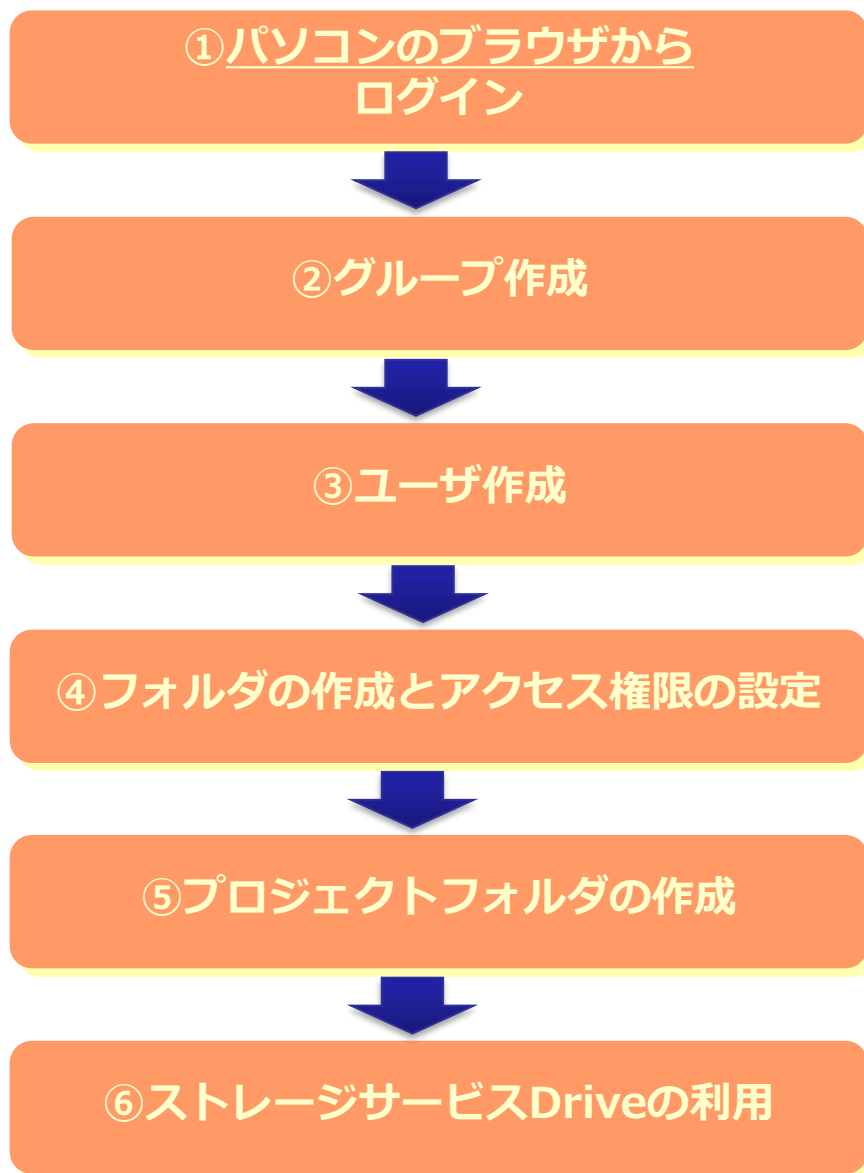 ①パソコンのブラウザから
ログイン
②グループ作成
③ユーザ作成
④フォルダの作成とアクセス権限の設定
⑤プロジェクトフォルダの作成
⑥ストレージサービスDriveの利用